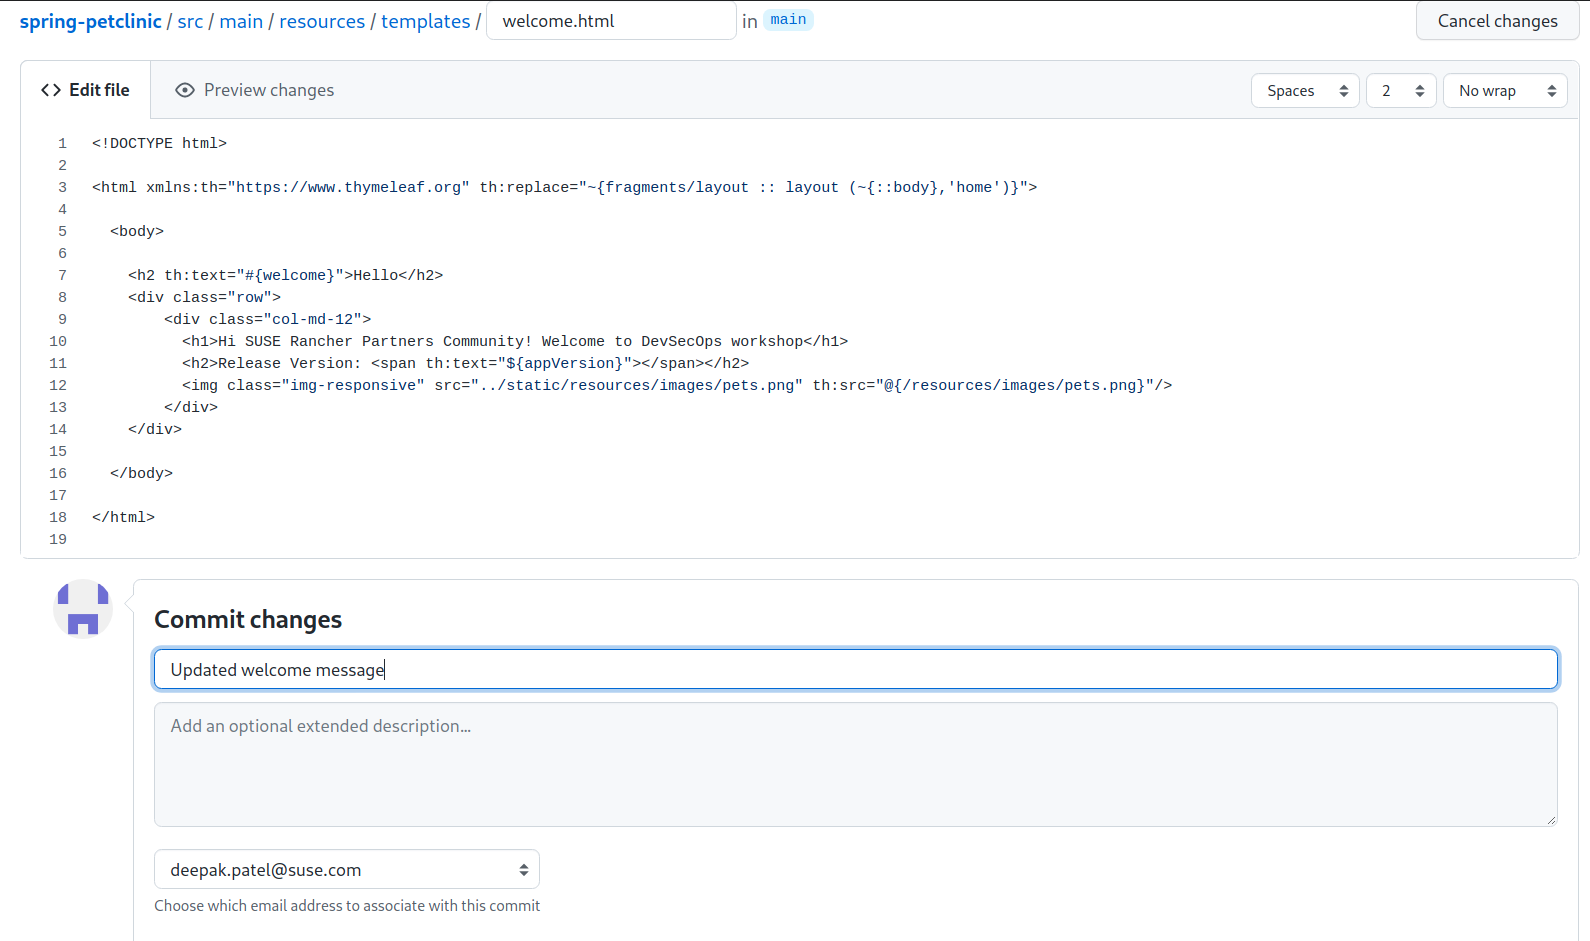 spring-petclinic / src / main / resources / templates / welcome.html in main Cancel changes
<> Edit file Preview changes Spaces 2 No wrap
1 <!DOCTYPE html>
2
3 <html xmlns:th="https://www.thymeleaf.org" th:replace="~{fragments/layout :: layout (~{::body},'home')}">
4
5   <body>
6
7     <h2 th:text="#{welcome}">Hello</h2>
8     <div class="row">
9         <div class="col-md-12">
10           <h1>Hi SUSE Rancher Partners Community! Welcome to DevSecOps workshop</h1>
11           <h2>Release Version: <span th:text="${appVersion}"></span></h2>
12           <img class="img-responsive" src="../static/resources/images/pets.png" th:src="@{/resources/images/pets.png}"/>
13         </div>
14     </div>
15
16   </body>
17
18 </html>
19
Commit changes
Updated welcome message
Add an optional extended description...
deepak.patel@suse.com
Choose which email address to associate with this commit